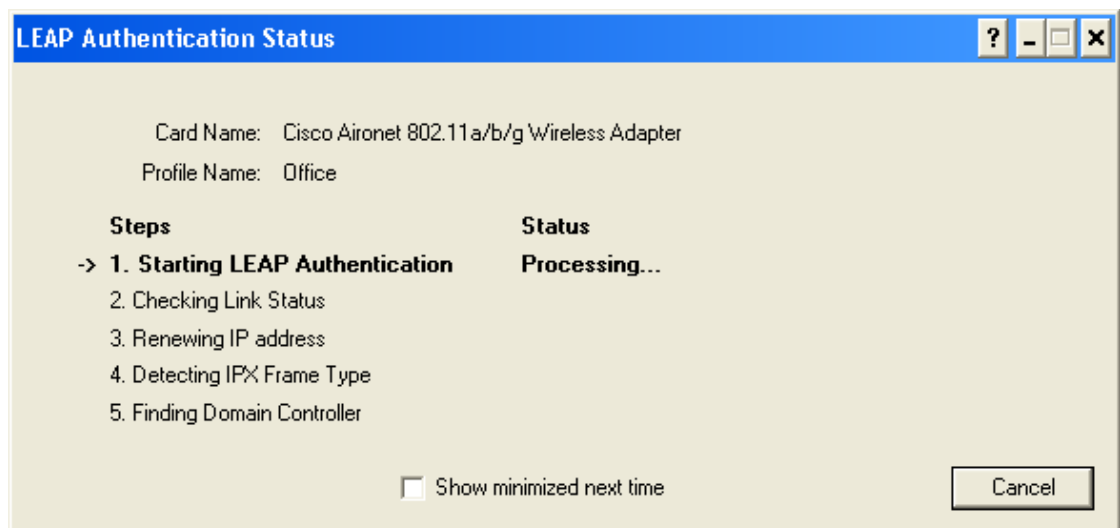 LEAP Authentication Status
?
Card Name: Cisco Aironet 802.11a/b/g Wireless Adapter
Profile Name: Office
Steps Status
-> 1. Starting LEAP Authentication Processing...
2. Checking Link Status
3. Renewing IP address
4. Detecting IPX Frame Type
5. Finding Domain Controller
Show minimized next time
Cancel